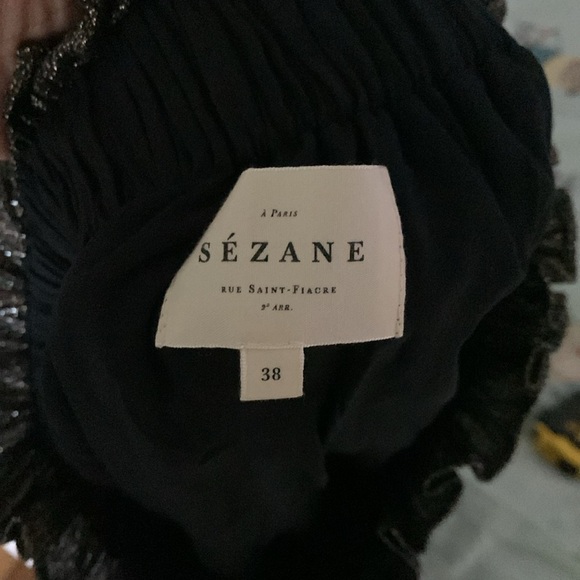 À Paris
SÉZANE
Rue Saint-Fiacre
2e Arr.
38